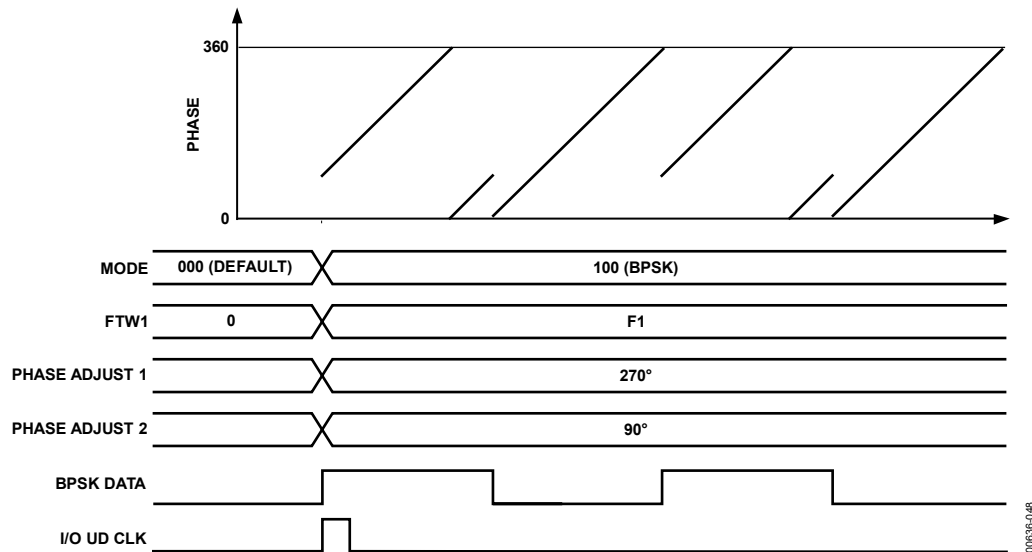 360
PHASE
0
MODE 000 (DEFAULT) 100 (BPSK)
FTW1 0 F1
PHASE ADJUST 1 270°
PHASE ADJUST 2 90°
BPSK DATA
I/O UD CLK
00636-048